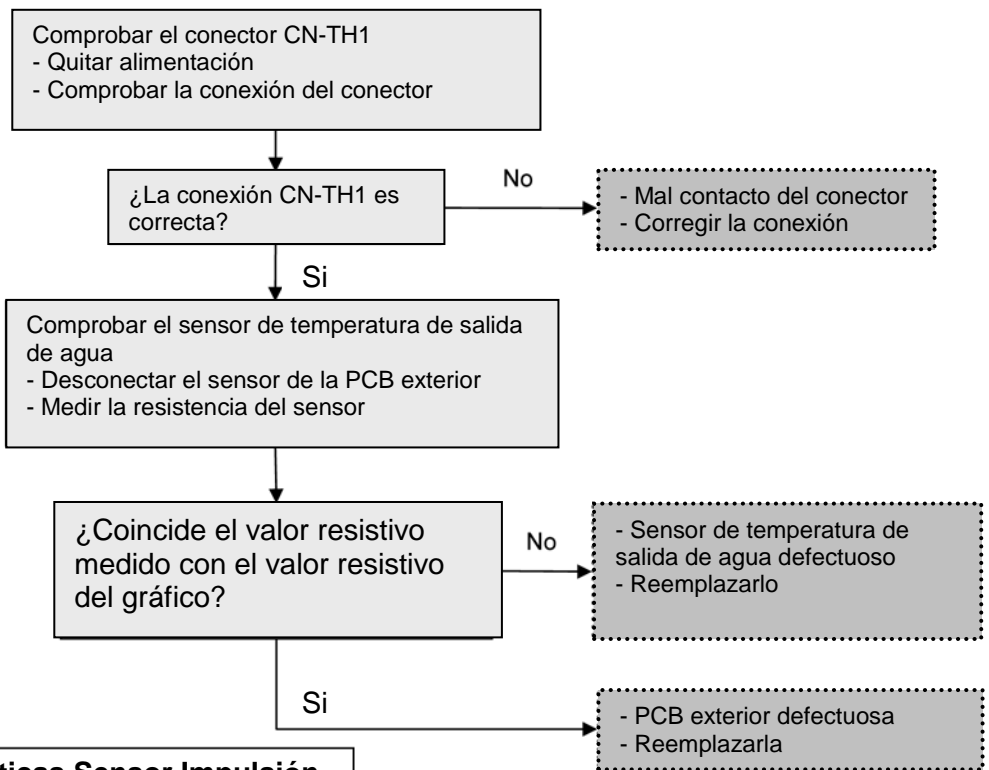 Comprobar el conector CN-TH1
- Quitar alimentación
- Comprobar la conexión del conector
¿La conexión CN-TH1 es
correcta?
No
- Mal contacto del conector
- Corregir la conexión
Si
Comprobar el sensor de temperatura de salida
de agua
- Desconectar el sensor de la PCB exterior
- Medir la resistencia del sensor
¿Coincide el valor resistivo
medido con el valor resistivo
del gráfico?
No
- Sensor de temperatura de
salida de agua defectuoso
- Reemplazarlo
Si
- PCB exterior defectuosa
- Reemplazarla
Sensor Impulsión